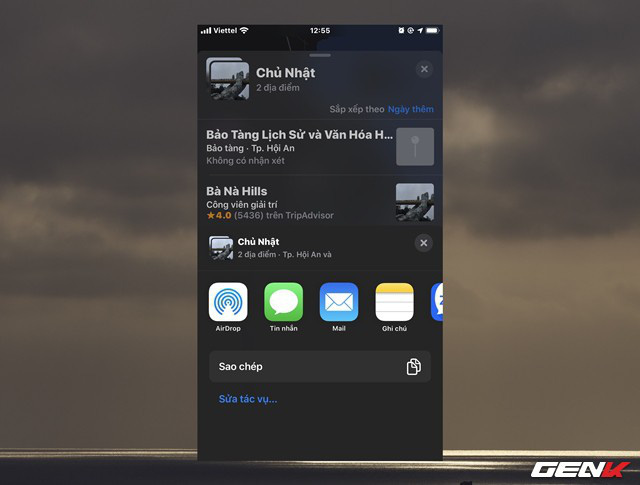 Viettel
12:55
Chủ Nhật
2 địa điểm
Sắp xếp theo Ngày thêm
Bảo Tàng Lịch Sử và Văn Hóa H...
Bảo tàng · Tp. Hội An
Không có nhận xét
Bà Nà Hills
Công viên giải trí
★4.0 (5436) trên TripAdvisor
Chủ Nhật
2 địa điểm · Tp. Hội An và
AirDrop
Tin nhắn
Mail
Ghi chú
Sao chép
Sửa tác vụ...
GENK